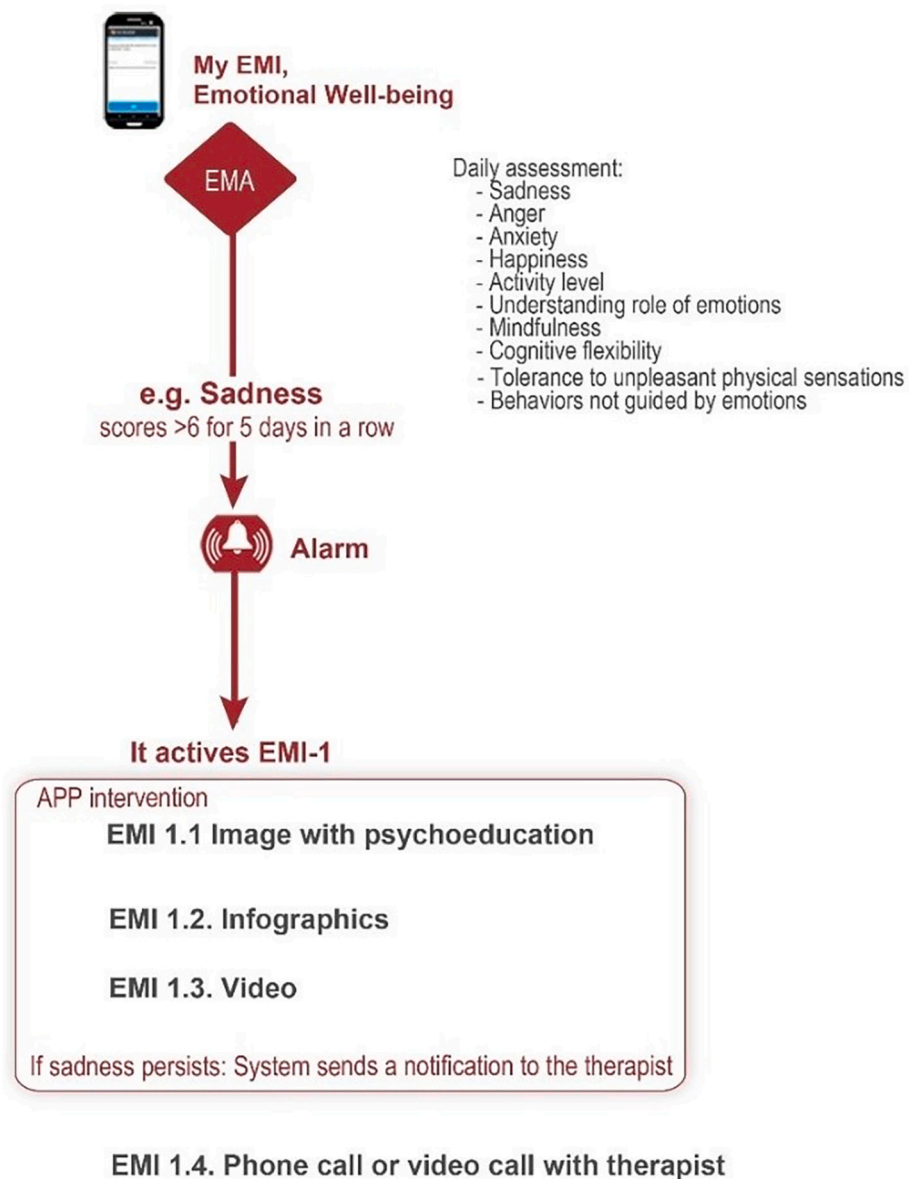 My EMI,
Emotional Well-being
EMA
Daily assessment:
- Sadness
- Anger
- Anxiety
- Happiness
- Activity level
- Understanding role of emotions
- Mindfulness
- Cognitive flexibility
- Tolerance to unpleasant physical sensations
- Behaviors not guided by emotions
e.g. Sadness
scores >6 for 5 days in a row
Alarm
It actives EMI-1
APP intervention
EMI 1.1 Image with psychoeducation
EMI 1.2. Infographics
EMI 1.3. Video
If sadness persists: System sends a notification to the therapist
EMI 1.4. Phone call or video call with therapist